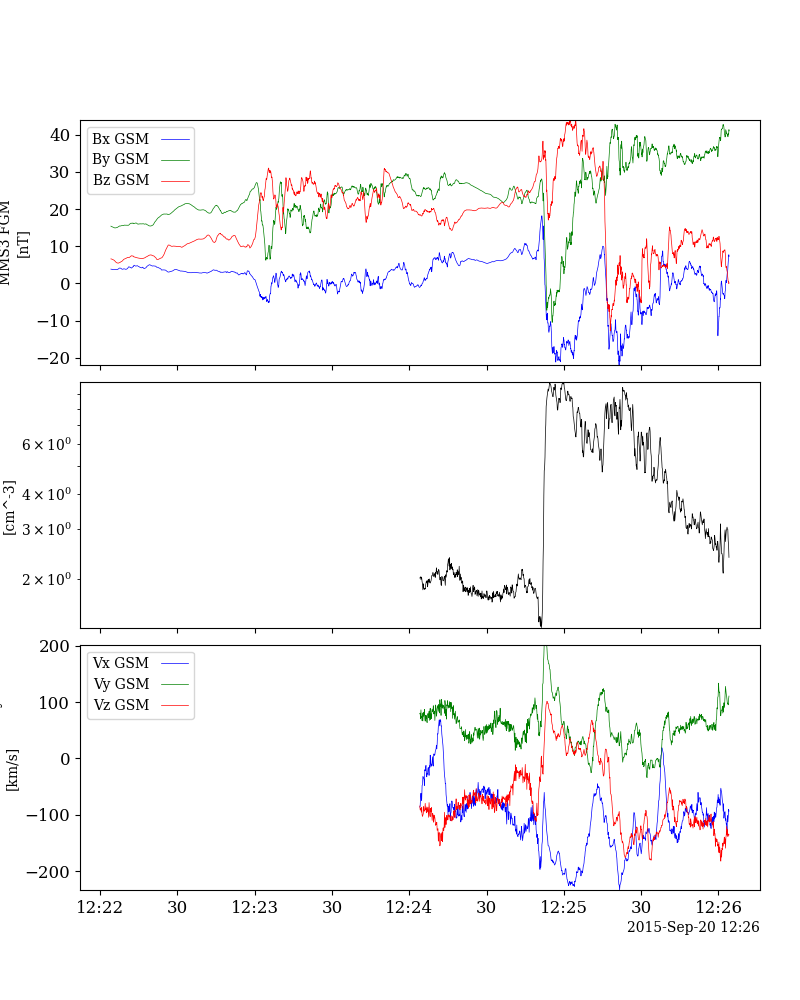 40
30
20
10
0
−10
−20
MMS3 FGM
[nT]
Bx GSM
By GSM
Bz GSM
6 × 10⁰
4 × 10⁰
3 × 10⁰
2 × 10⁰
[cm^-3]
200
100
0
−100
−200
[km/s]
Vx GSM
Vy GSM
Vz GSM
12:22 30 12:23 30 12:24 30 12:25 30 12:26
2015-Sep-20 12:26